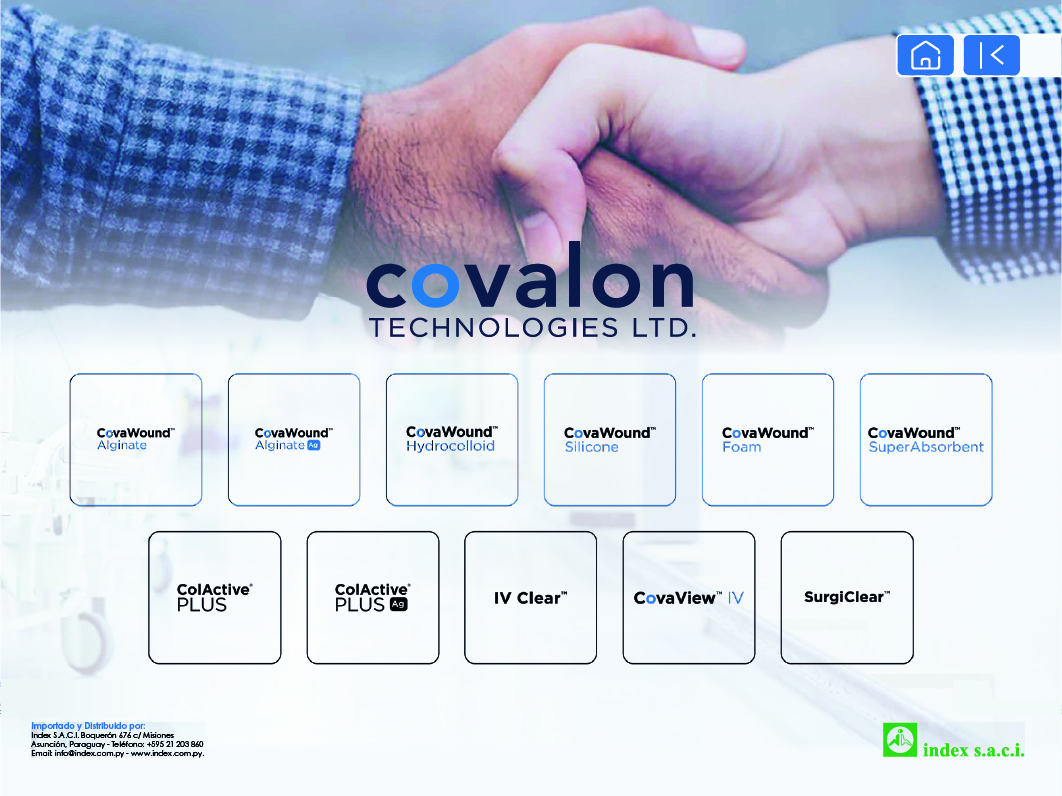 covalon
TECHNOLOGIES LTD.
CovaWound™
Alginate
CovaWound™
Alginate Ag
CovaWound™
Hydrocolloid
CovaWound™
Silicone
CovaWound™
Foam
CovaWound™
SuperAbsorbent
ColActive®
PLUS
ColActive®
PLUS Ag
IV Clear™
CovaView™ IV
SurgiClear™
Importado y Distribuido por:
Index S.A.C.I. Boquerón 676 c/ Misiones
Asunción, Paraguay - Teléfono: +595 21 203 860
Email: info@index.com.py - www.index.com.py.
index s.a.c.i.